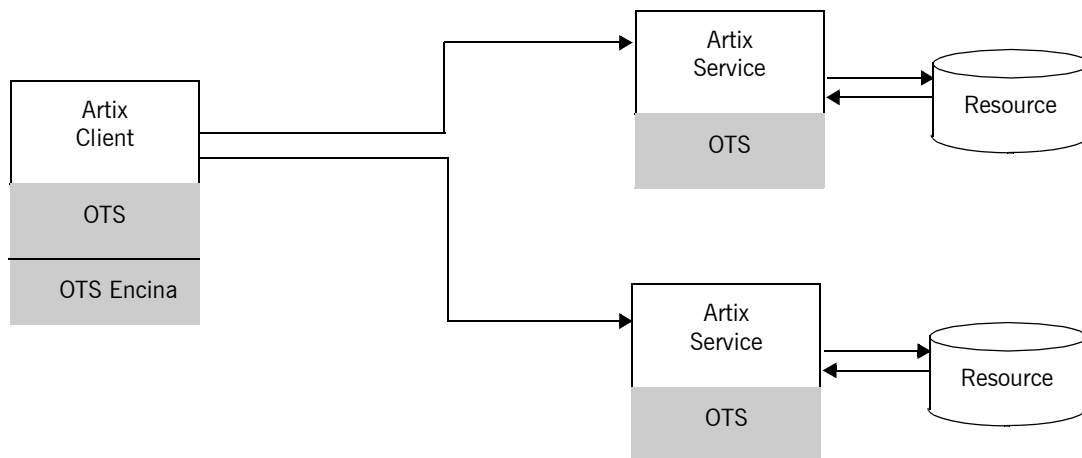 Artix
Client
OTS
OTS Encina
Artix
Service
OTS
Resource
Artix
Service
OTS
Resource